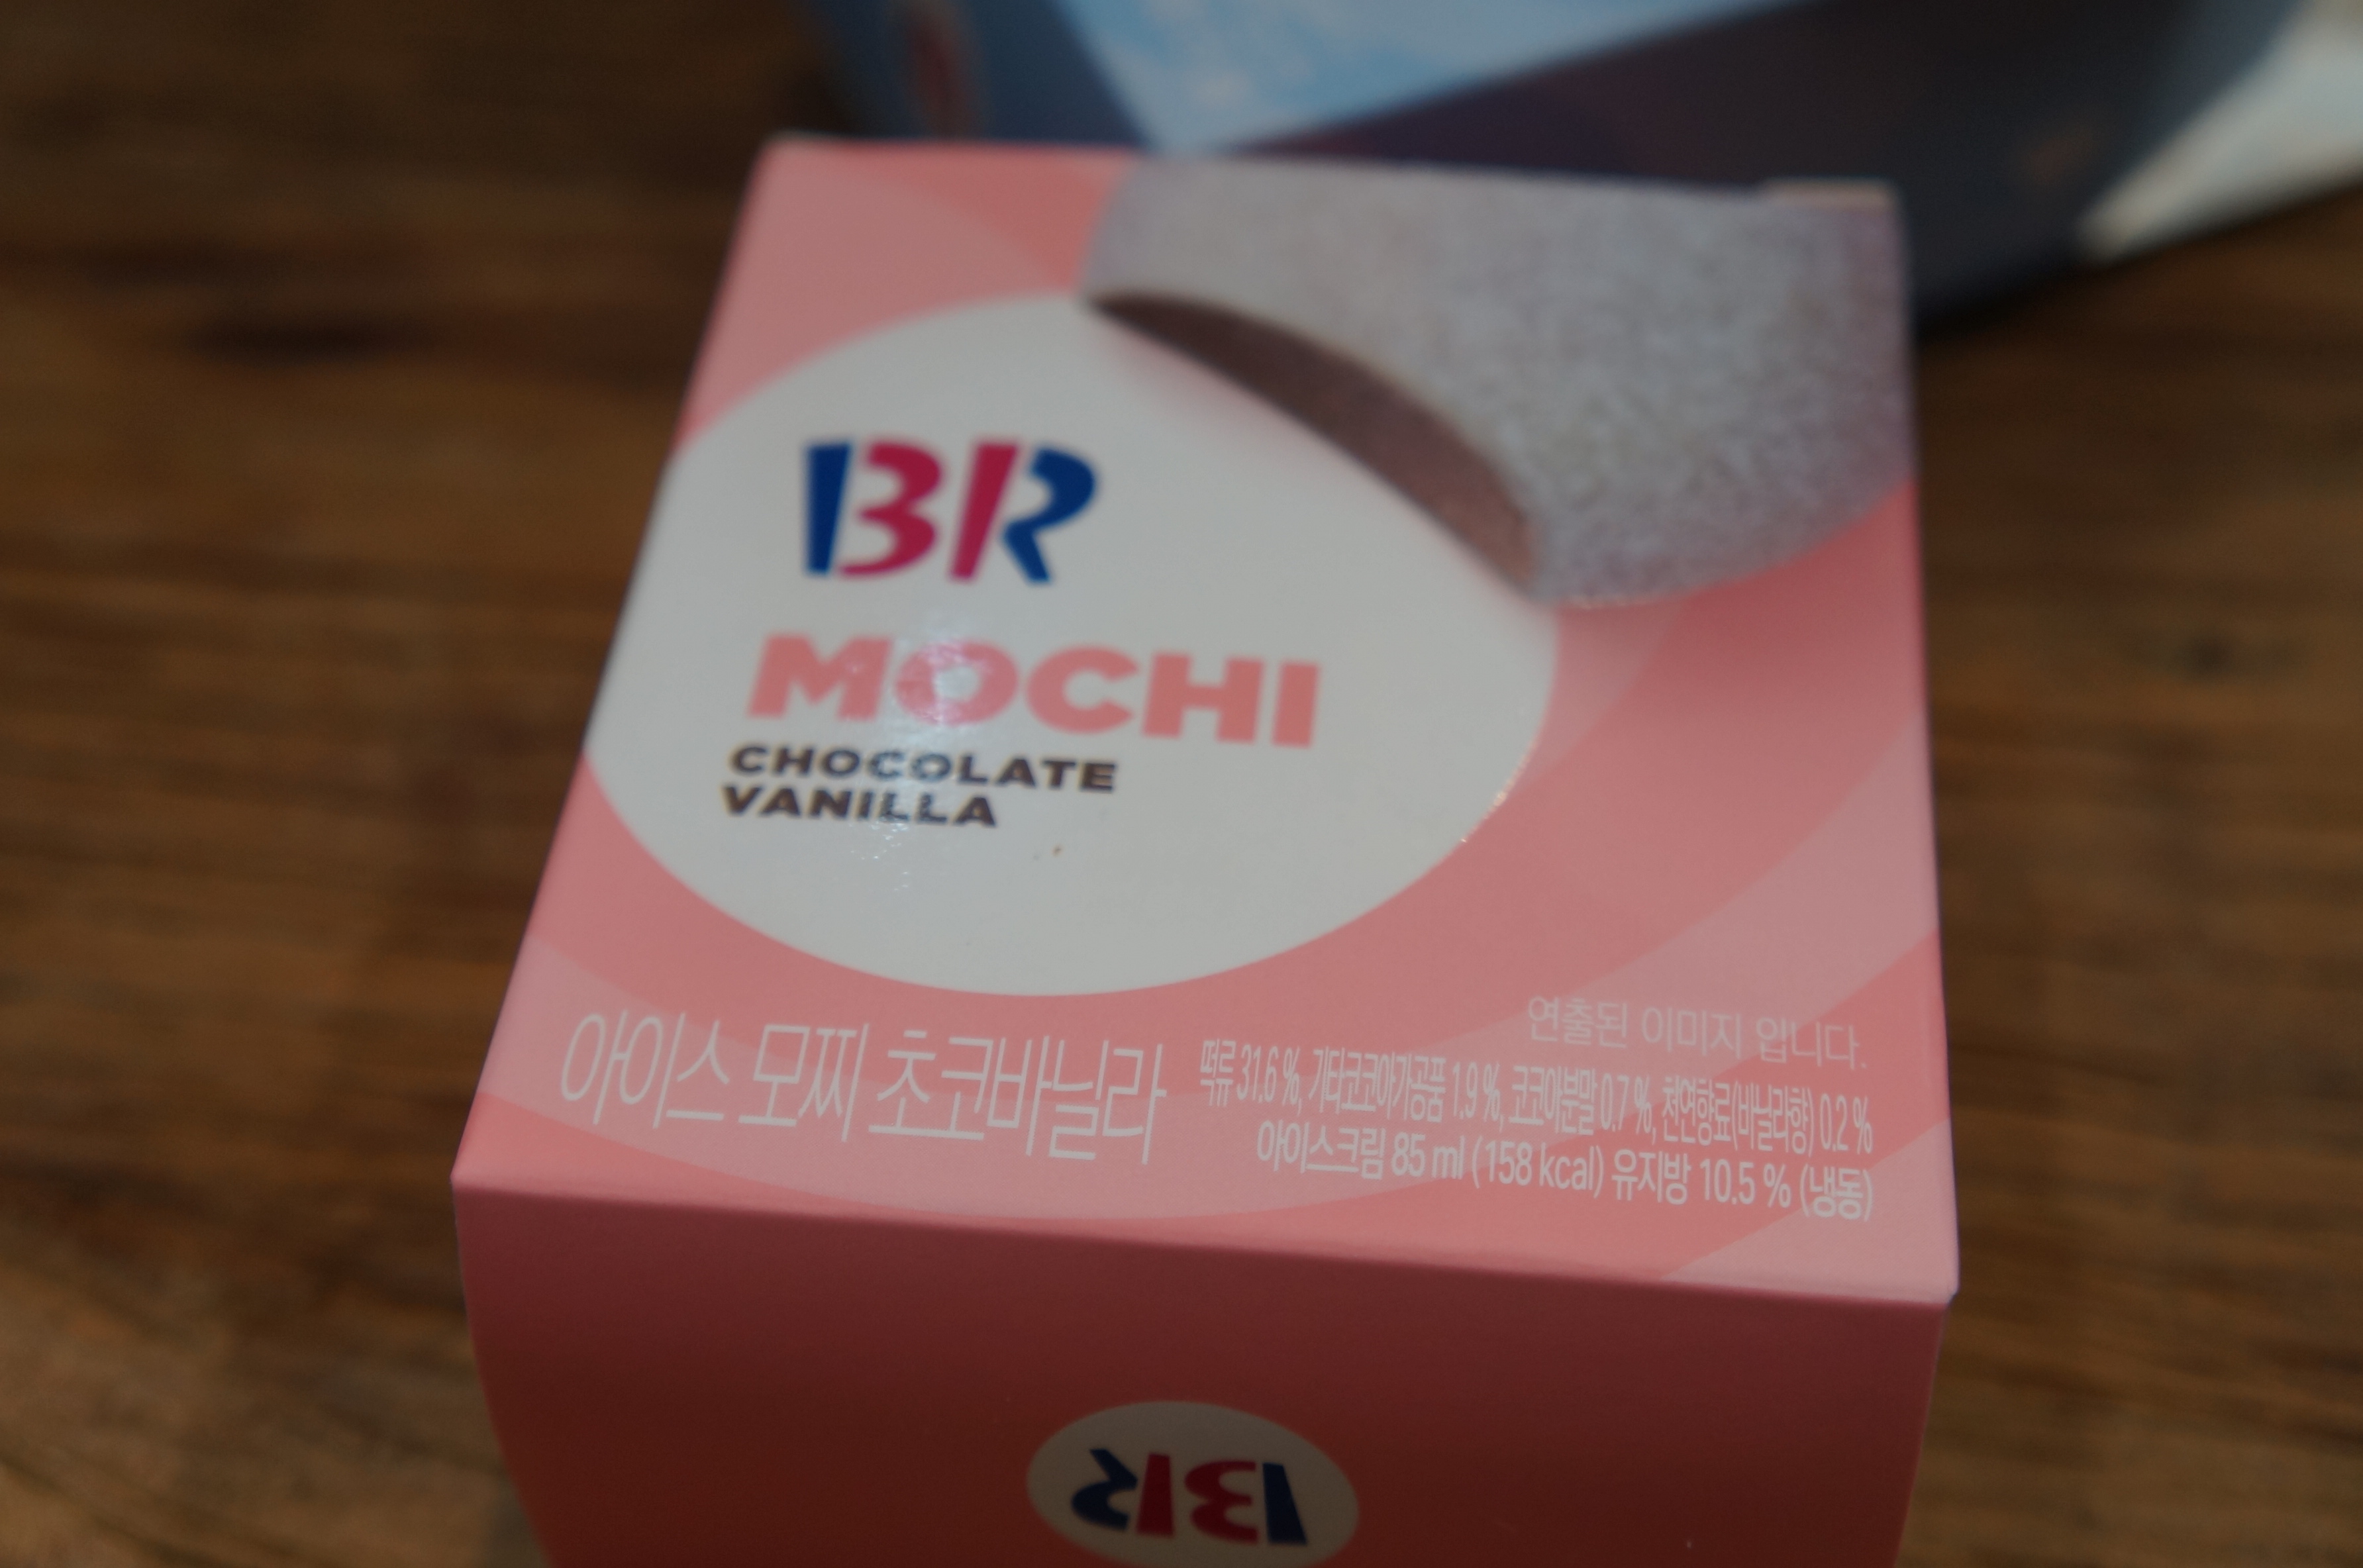 BR
MOCHI
CHOCOLATE
VANILLA
연출된 이미지 입니다.
아이스 모찌 초코바닐라
떡류 31.6 %, 기타코코아가공품 1.9 %, 코코아분말 0.7 %, 천연향료(바닐라향) 0.2 %
아이스크림 85 ml (158 kcal) 유지방 10.5 % (냉동)
BR